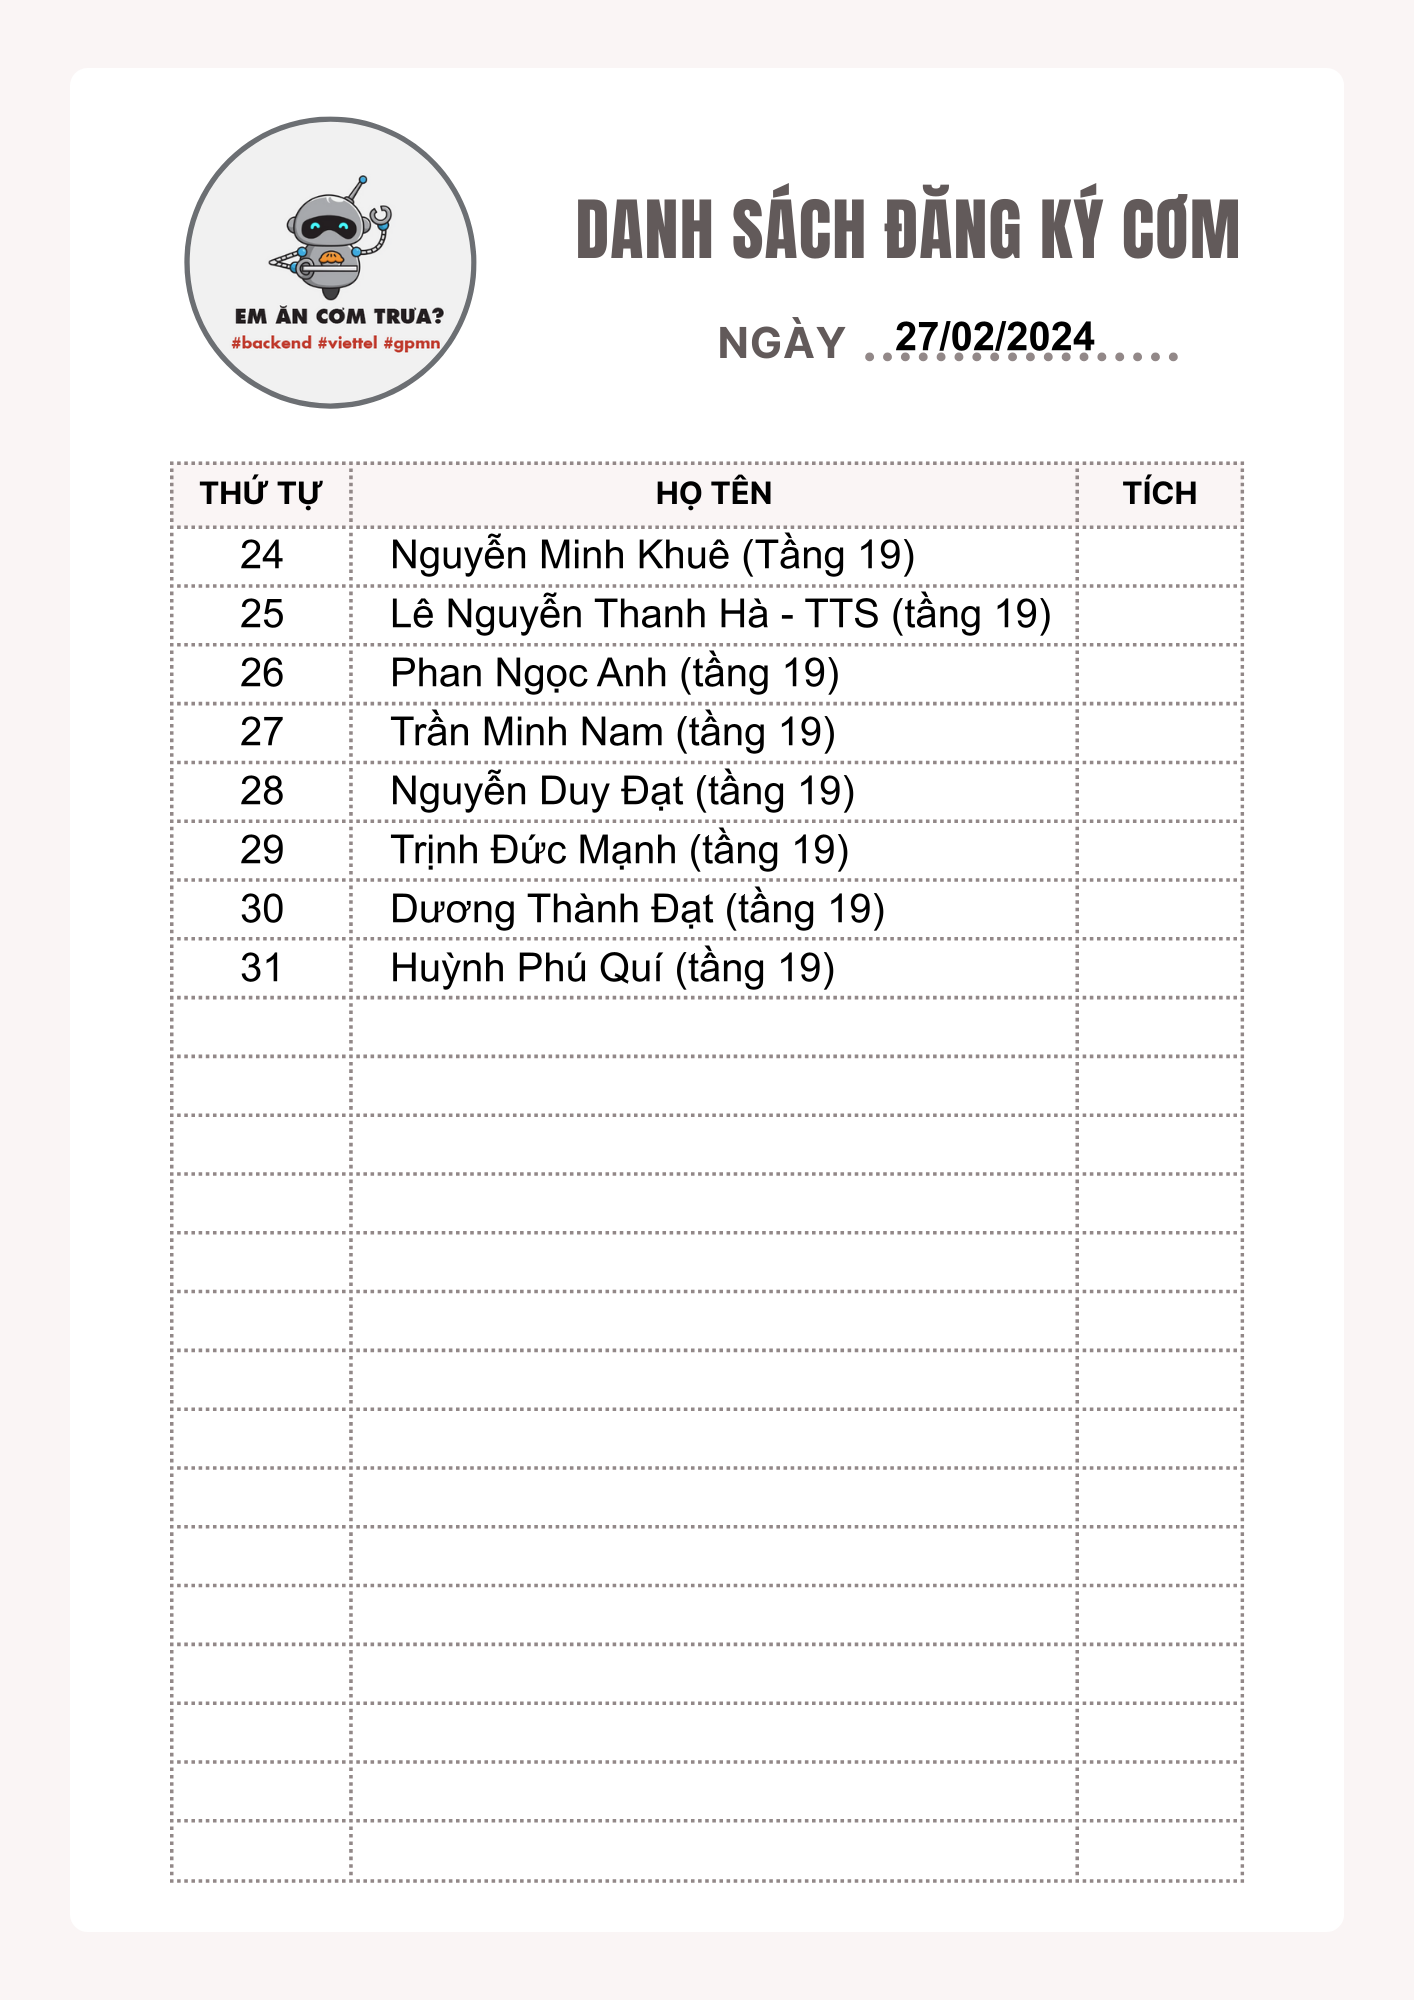 EM ĂN CƠM TRƯA?
#backend #viettel #gpmn
DANH SÁCH ĐĂNG KÝ CƠM
NGÀY 27/02/2024
THỨ TỰ HỌ TÊN TÍCH
24 Nguyễn Minh Khuê (Tầng 19)
25 Lê Nguyễn Thanh Hà - TTS (tầng 19)
26 Phan Ngọc Anh (tầng 19)
27 Trần Minh Nam (tầng 19)
28 Nguyễn Duy Đạt (tầng 19)
29 Trịnh Đức Mạnh (tầng 19)
30 Dương Thành Đạt (tầng 19)
31 Huỳnh Phú Quí (tầng 19)